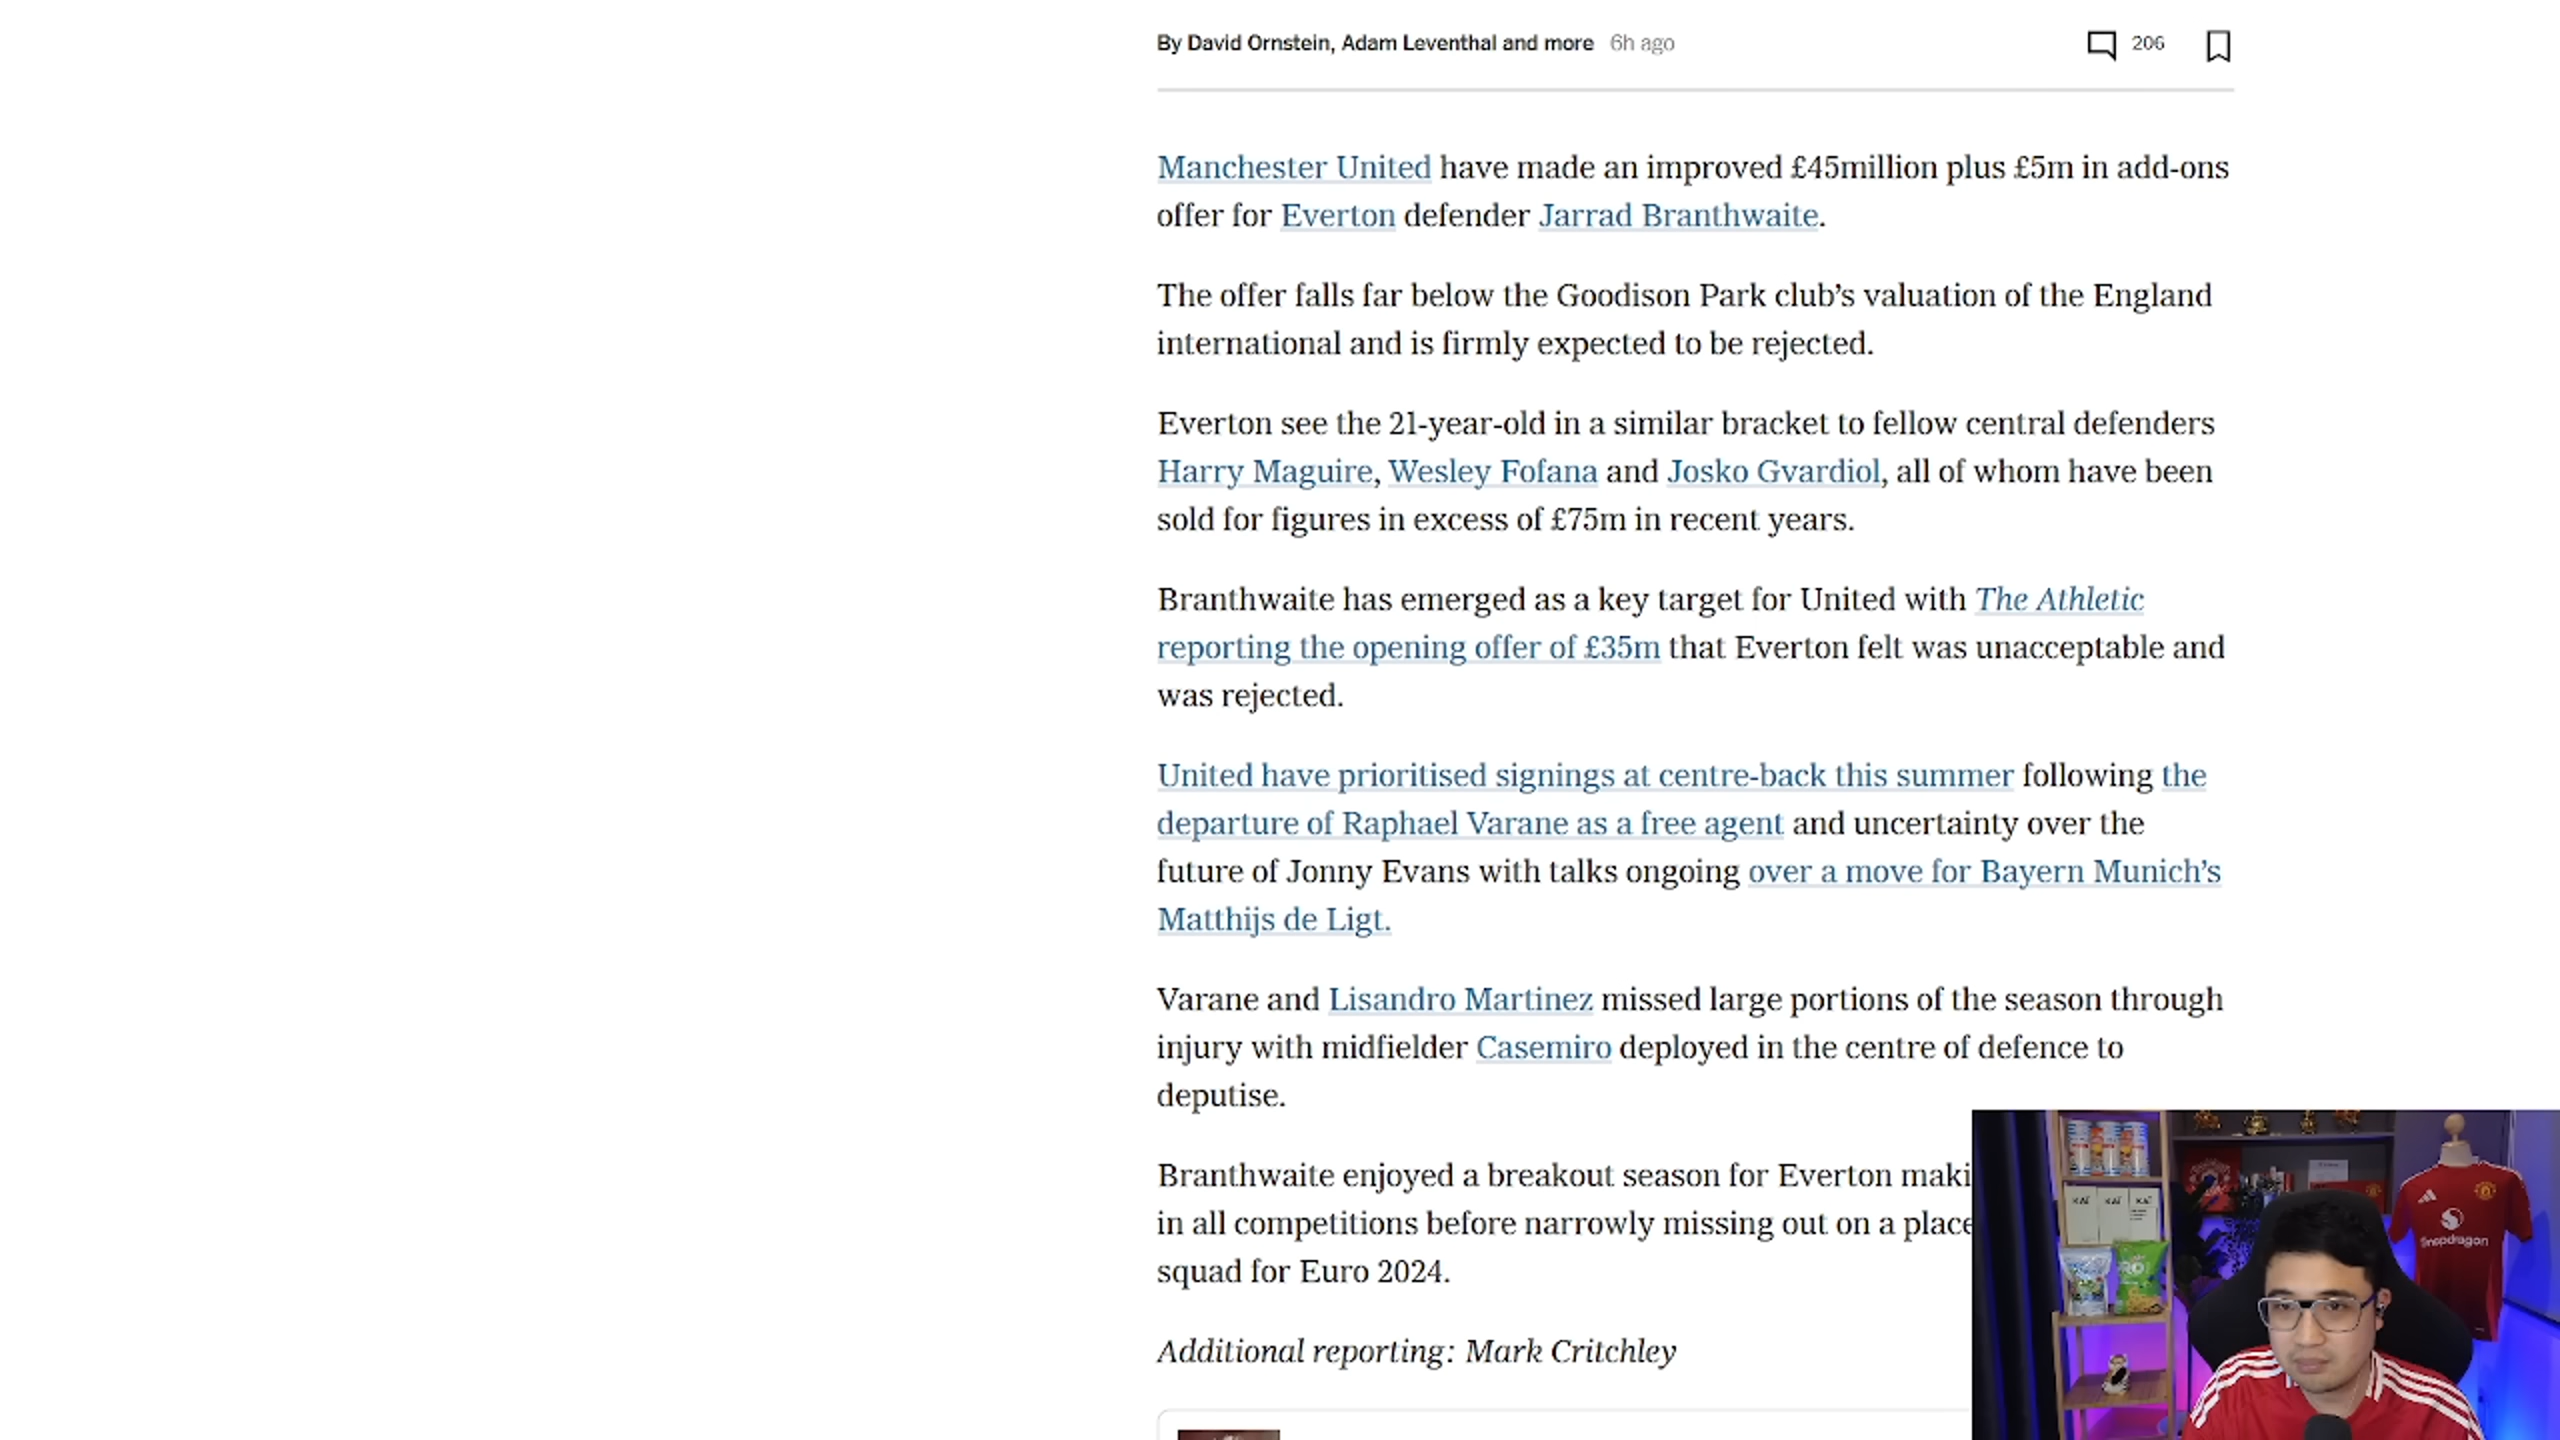 By David Ornstein, Adam Leventhal and more 6h ago
206
Manchester United have made an improved £45million plus £5m in add-ons
offer for Everton defender Jarrad Branthwaite.
The offer falls far below the Goodison Park club’s valuation of the England
international and is firmly expected to be rejected.
Everton see the 21-year-old in a similar bracket to fellow central defenders
Harry Maguire, Wesley Fofana and Josko Gvardiol, all of whom have been
sold for figures in excess of £75m in recent years.
Branthwaite has emerged as a key target for United with The Athletic
reporting the opening offer of £35m that Everton felt was unacceptable and
was rejected.
United have prioritised signings at centre-back this summer following the
departure of Raphael Varane as a free agent and uncertainty over the
future of Jonny Evans with talks ongoing over a move for Bayern Munich’s
Matthijs de Ligt.
Varane and Lisandro Martinez missed large portions of the season through
injury with midfielder Casemiro deployed in the centre of defence to
deputise.
Branthwaite enjoyed a breakout season for Everton maki
in all competitions before narrowly missing out on a place
squad for Euro 2024.
Additional reporting: Mark Critchley
KAI KAI KAI
Snapdragon